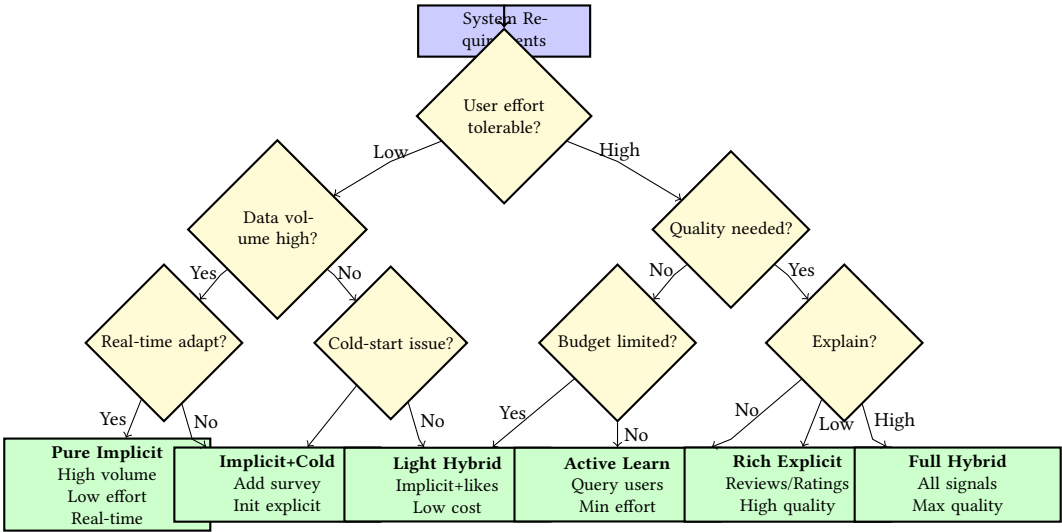 System Re-
quirements
User effort
tolerable?
Low
High
Data vol-
ume high?
Quality needed?
Yes
No
No
Yes
Real-time adapt?
Cold-start issue?
Budget limited?
Explain?
Yes
No
No
Yes
No
No
Low
High
Pure Implicit
High volume
Low effort
Real-time
Implicit+Cold
Add survey
Init explicit
Light Hybrid
Implicit+likes
Low cost
Active Learn
Query users
Min effort
Rich Explicit
Reviews/Ratings
High quality
Full Hybrid
All signals
Max quality